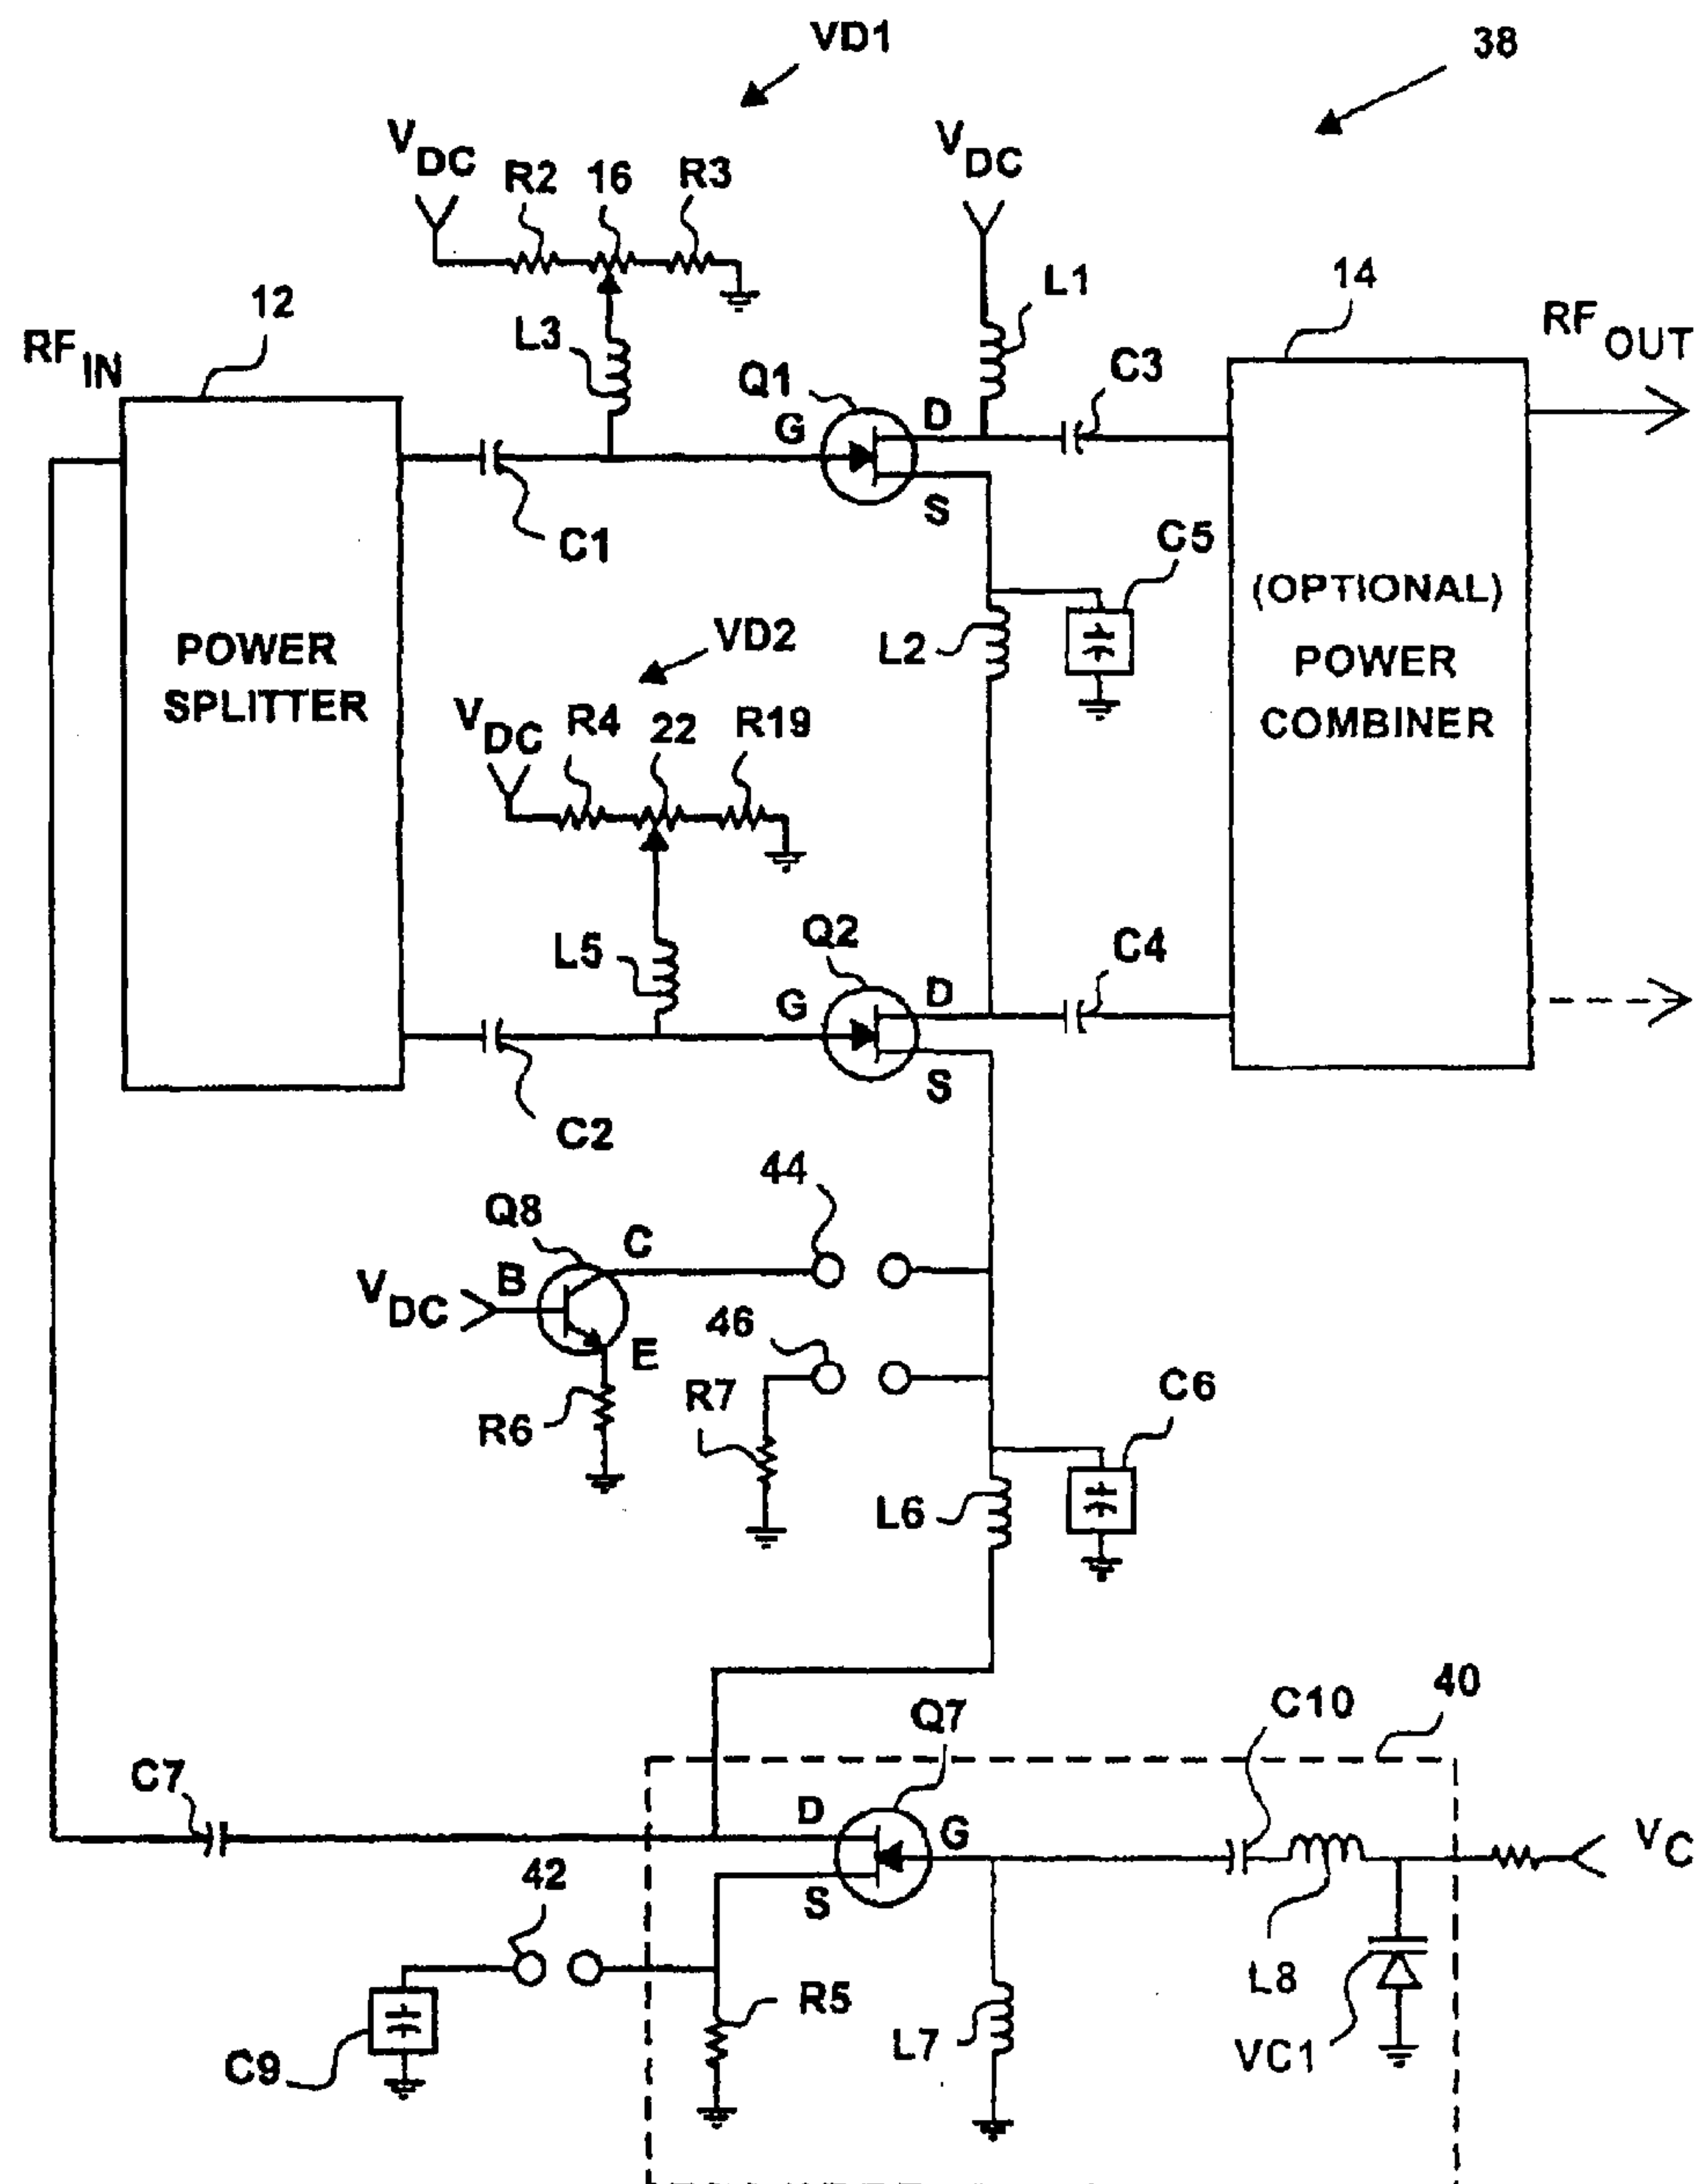 VD1
38
VDC
R2
16
R3
VDC
L1
14
RFOUT
12
RFIN
L3
Q1
G
D
S
C3
C1
C5
(OPTIONAL)
POWER
COMBINER
POWER
SPLITTER
L2
VD2
VDC
R4
22
R19
L5
Q2
G
D
S
C4
C2
44
Q8
C
B
VDC
E
46
R6
R7
C6
L6
40
C10
Q7
C7
D
G
S
VC
42
R5
L7
L8
VC1
C9